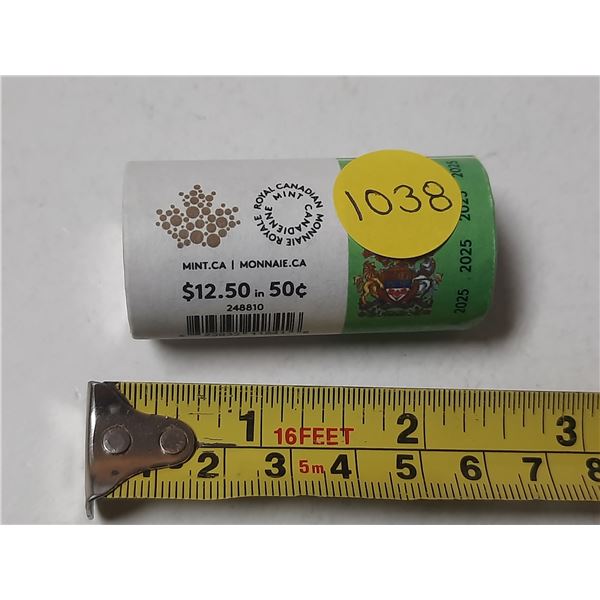 ROYAL CANADIAN MINT
MONNAIE ROYALE CANADIENNE
MINT.CA | MONNAIE.CA
$12.50 in 50¢
248810
1038
2025
2025
2025
2025
1 2 3
16FEET
2 3 5m 4 5 6 7 8